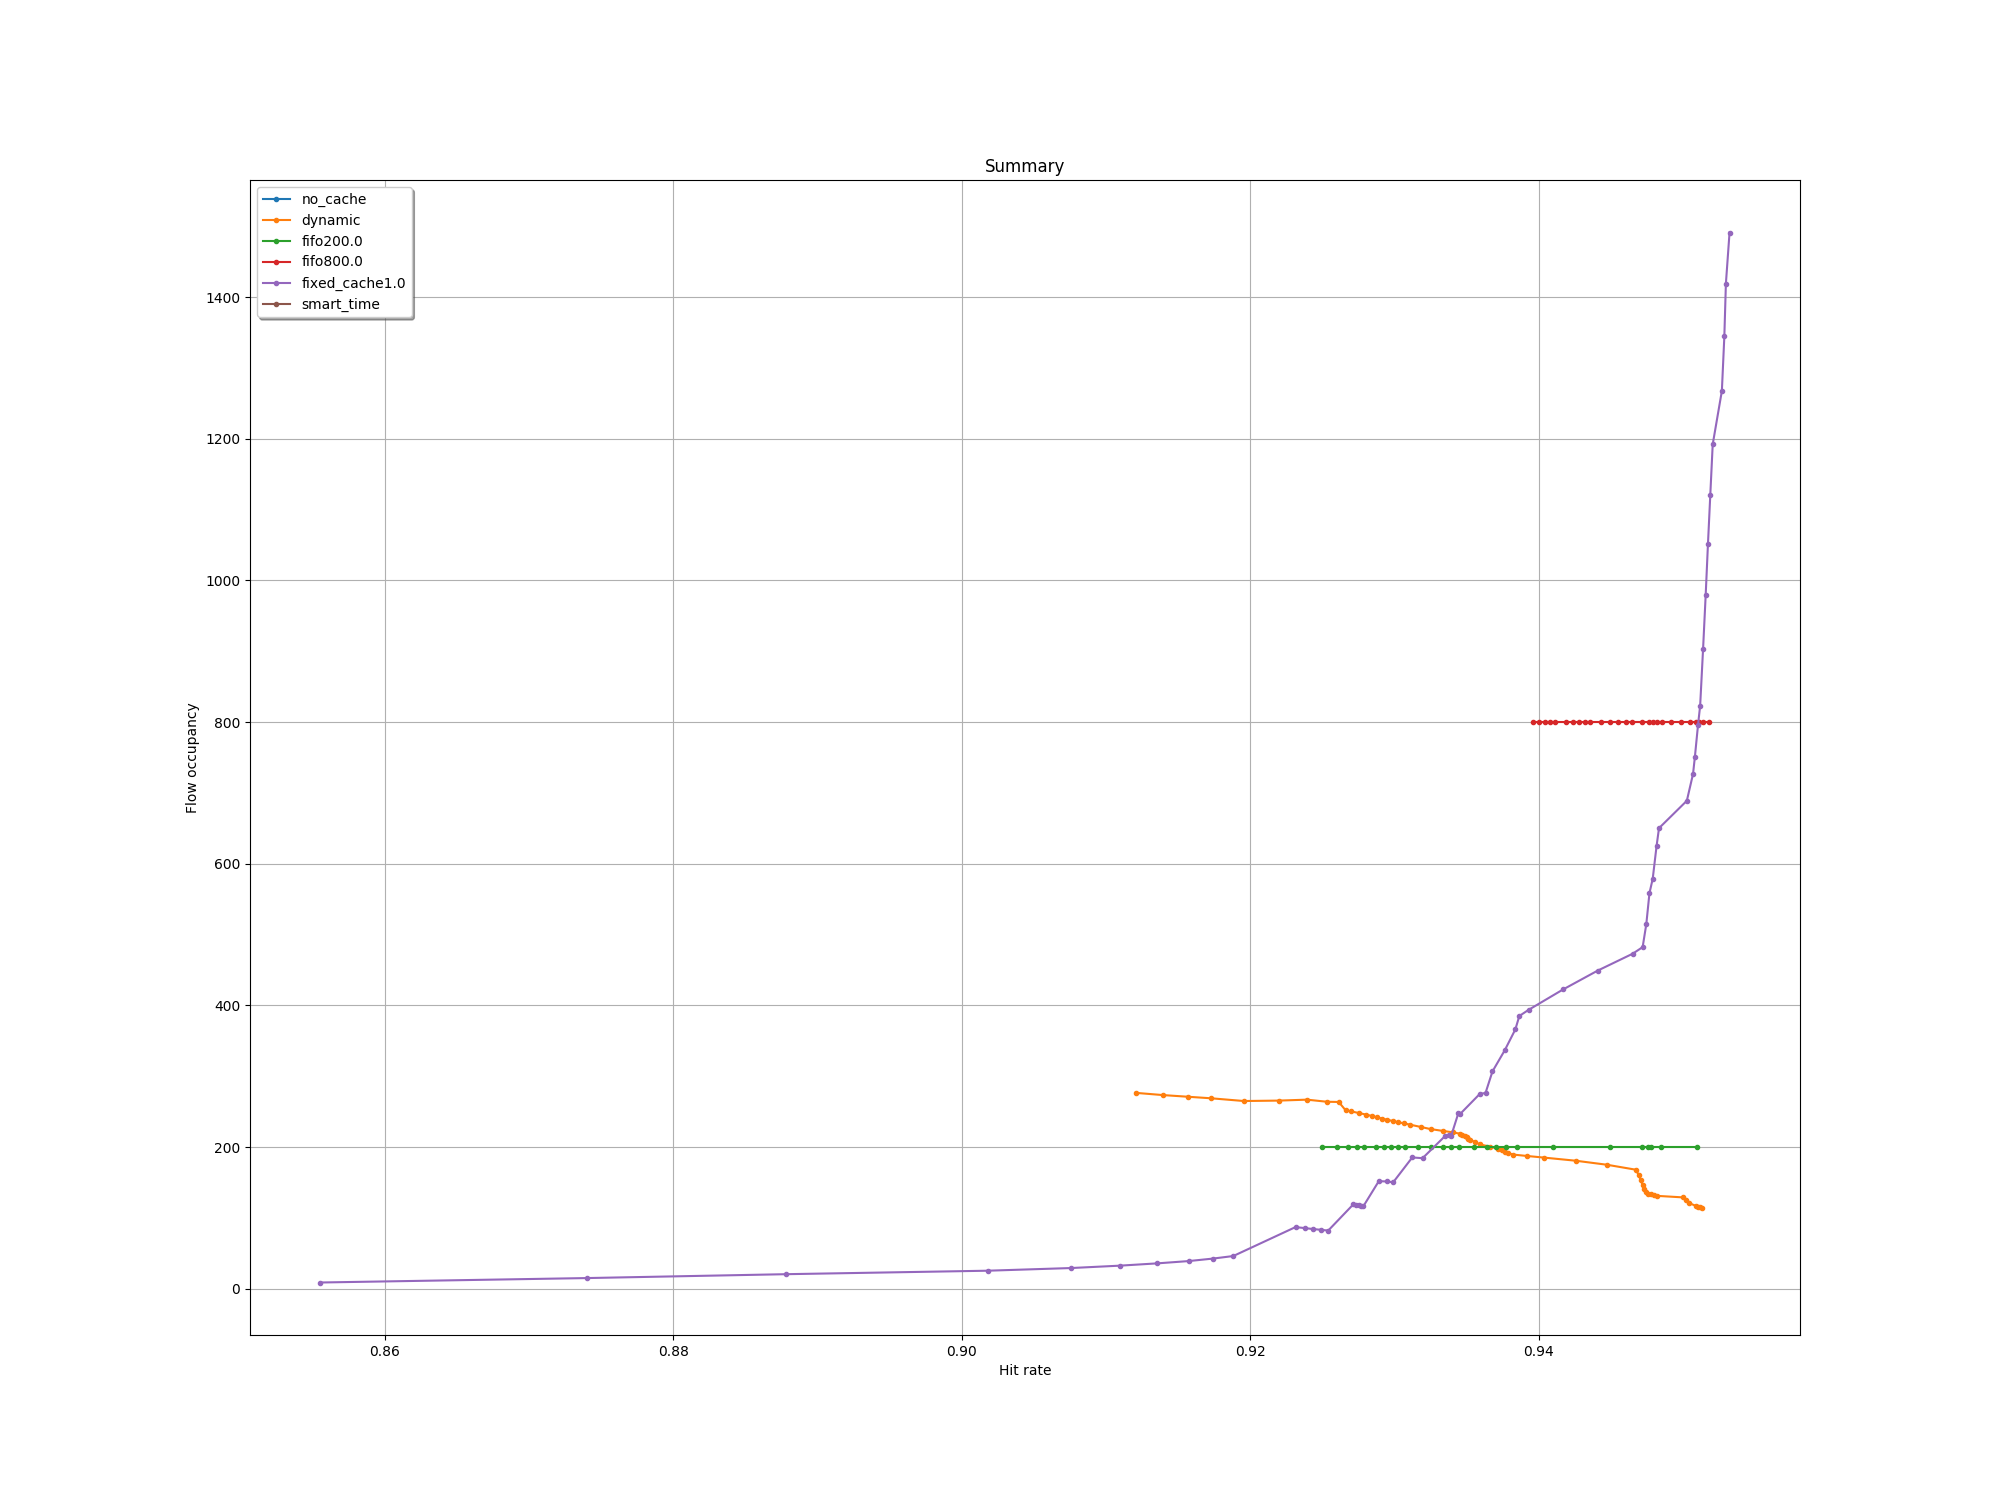 Summary
no_cache
dynamic
fifo200.0
fifo800.0
fixed_cache1.0
smart_time
1400
1200
1000
800
600
400
200
0
Flow occupancy
0.86 0.88 0.90 0.92 0.94
Hit rate